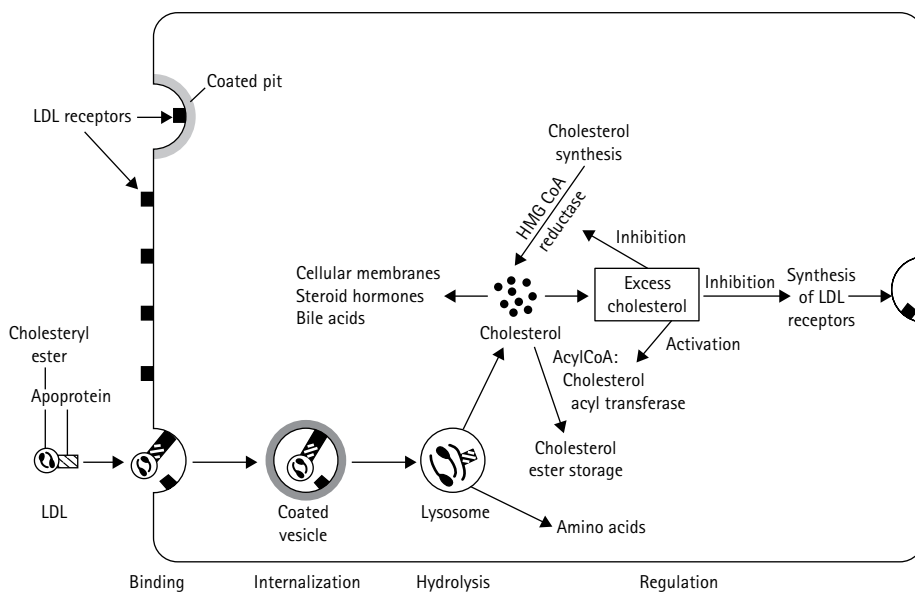 Coated pit
LDL receptors
Cholesterol
synthesis
HMG CoA
reductase
Inhibition
Cellular membranes
Steroid hormones
Bile acids
Excess
cholesterol
Inhibition
Synthesis
of LDL
receptors
Cholesterol
Activation
AcylCoA:
Cholesterol
acyl transferase
Cholesteryl
ester
Apoprotein
Cholesterol
ester storage
LDL
Coated
vesicle
Lysosome
Amino acids
Binding
Internalization
Hydrolysis
Regulation